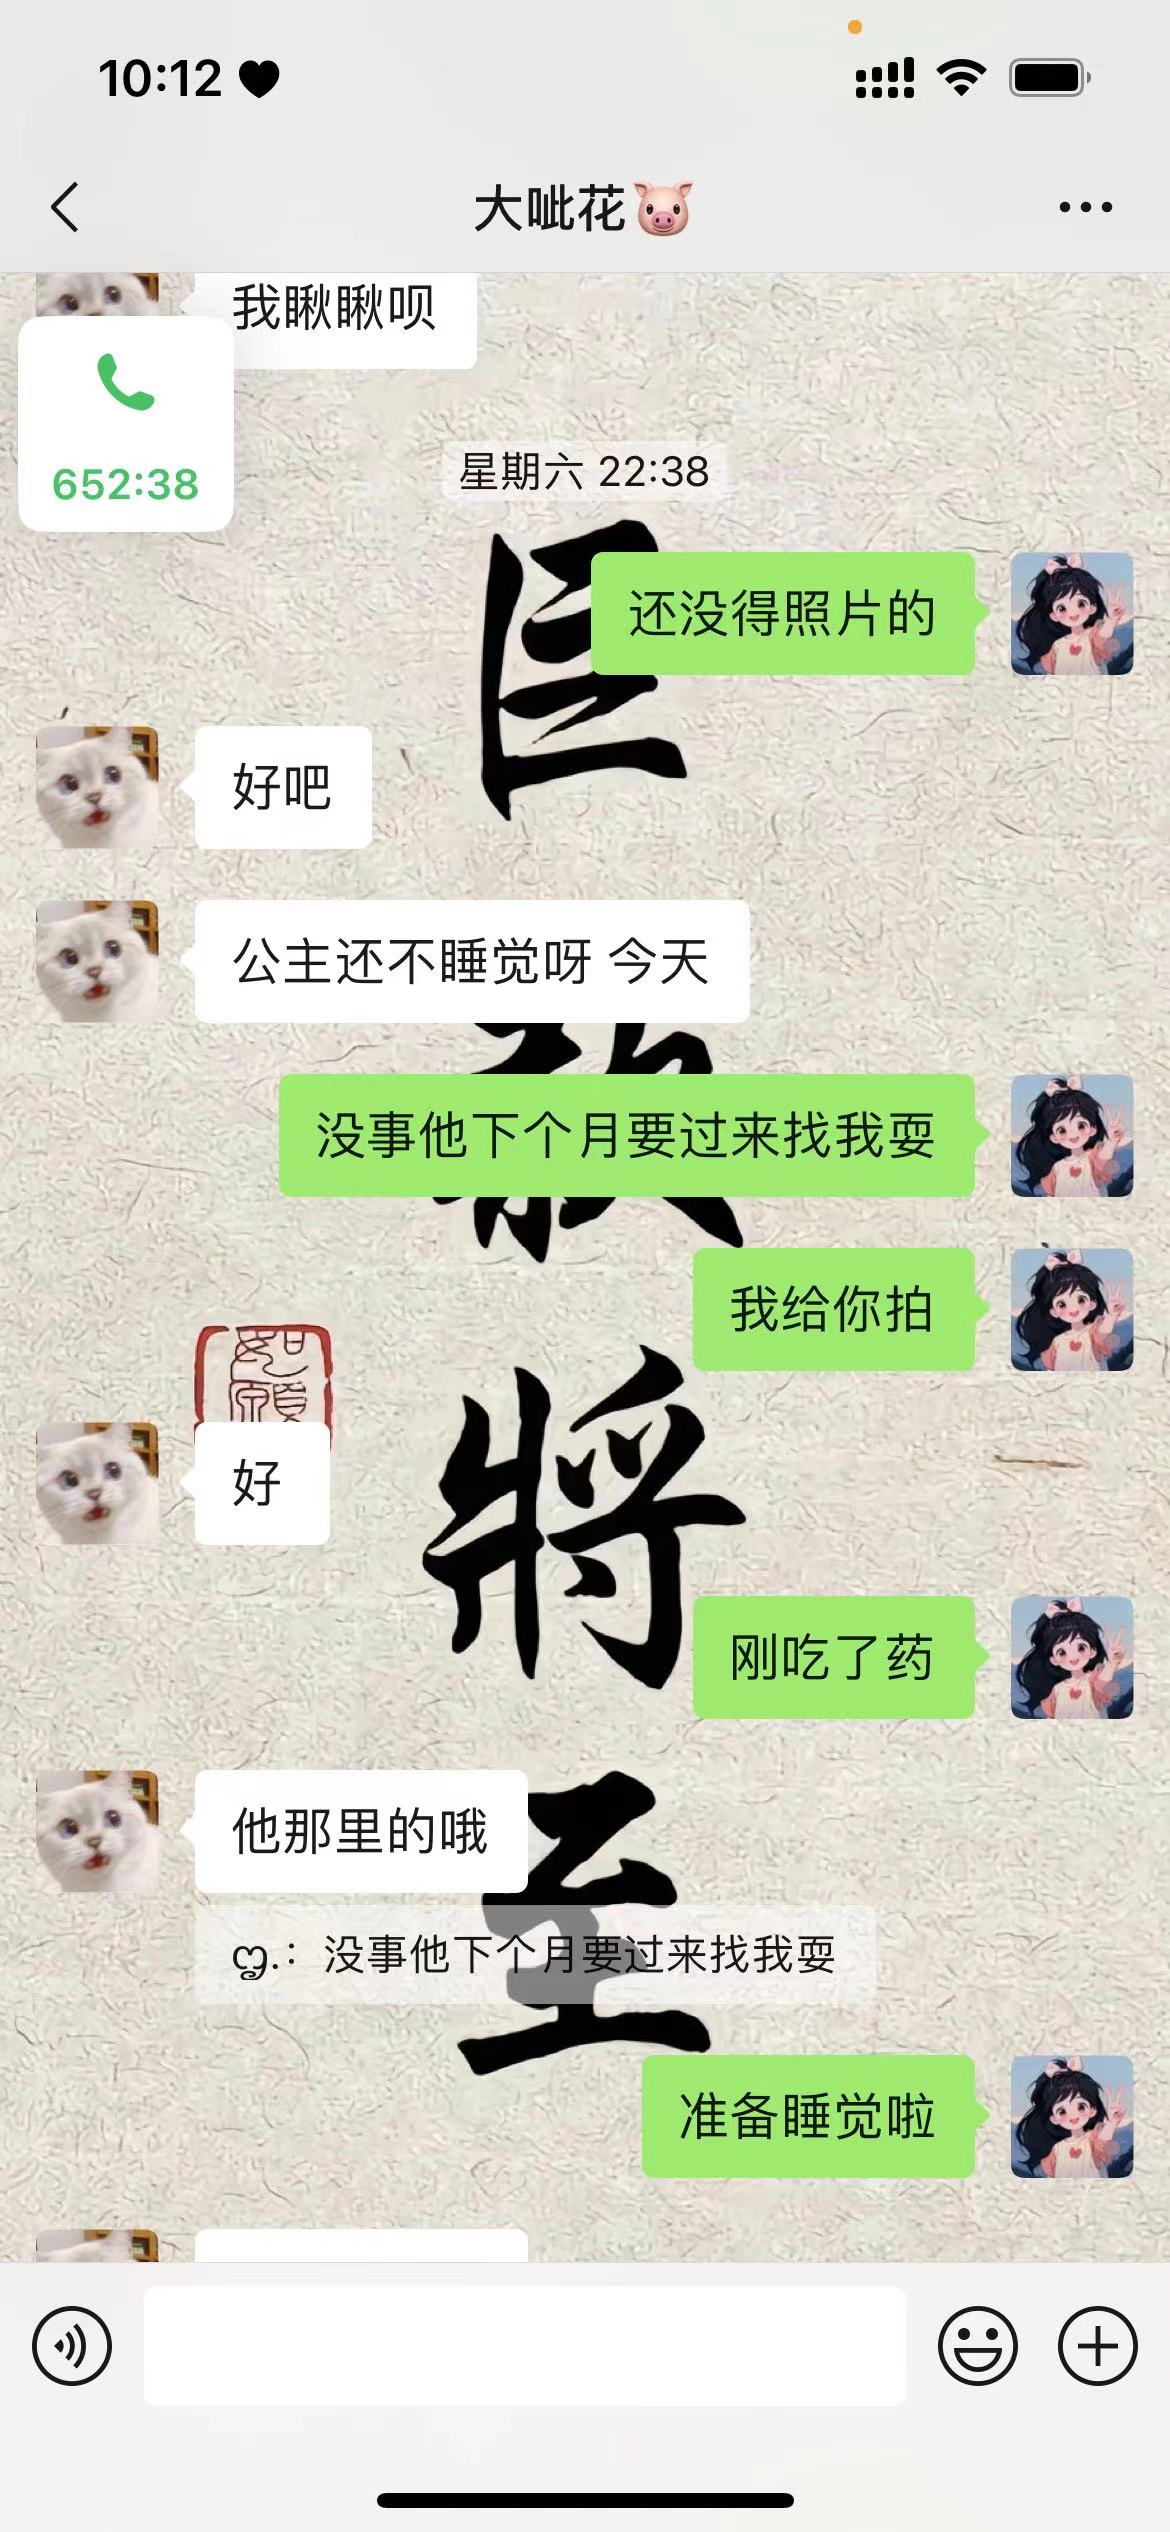 10:12
大呲花
我瞅瞅呗
652:38
星期六 22:38
还没得照片的
好吧
公主还不睡觉呀 今天
没事他下个月要过来找我耍
我给你拍
好
刚吃了药
他那里的哦
没事他下个月要过来找我耍
准备睡觉啦
巨
款
將
至
如願